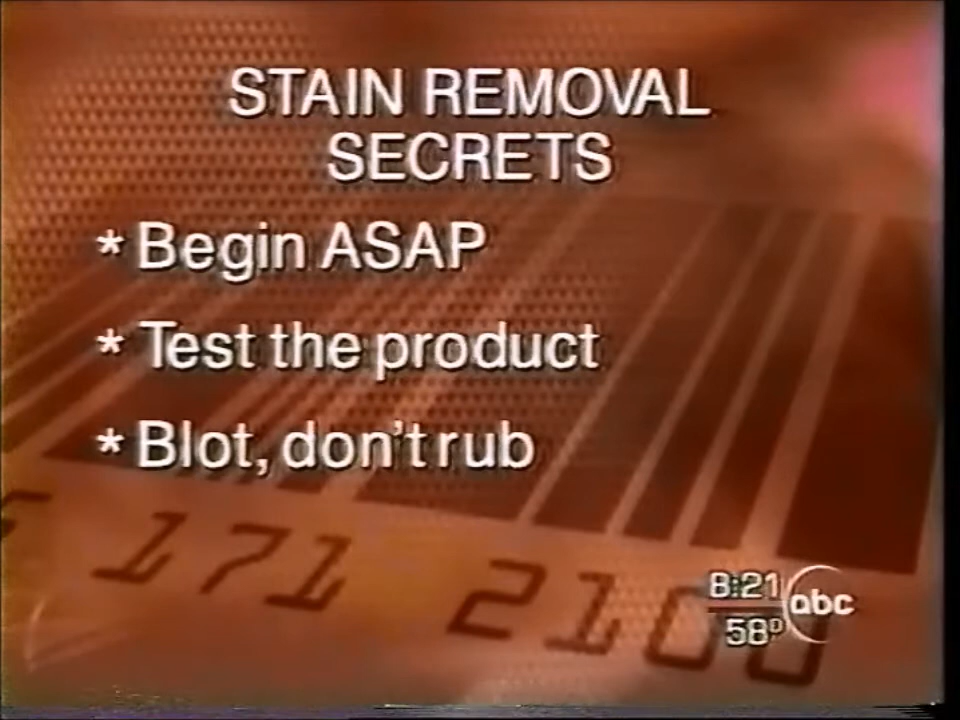 STAIN REMOVAL
SECRETS
* Begin ASAP
* Test the product
* Blot, don't rub
171 2100
8:21
58°
abc